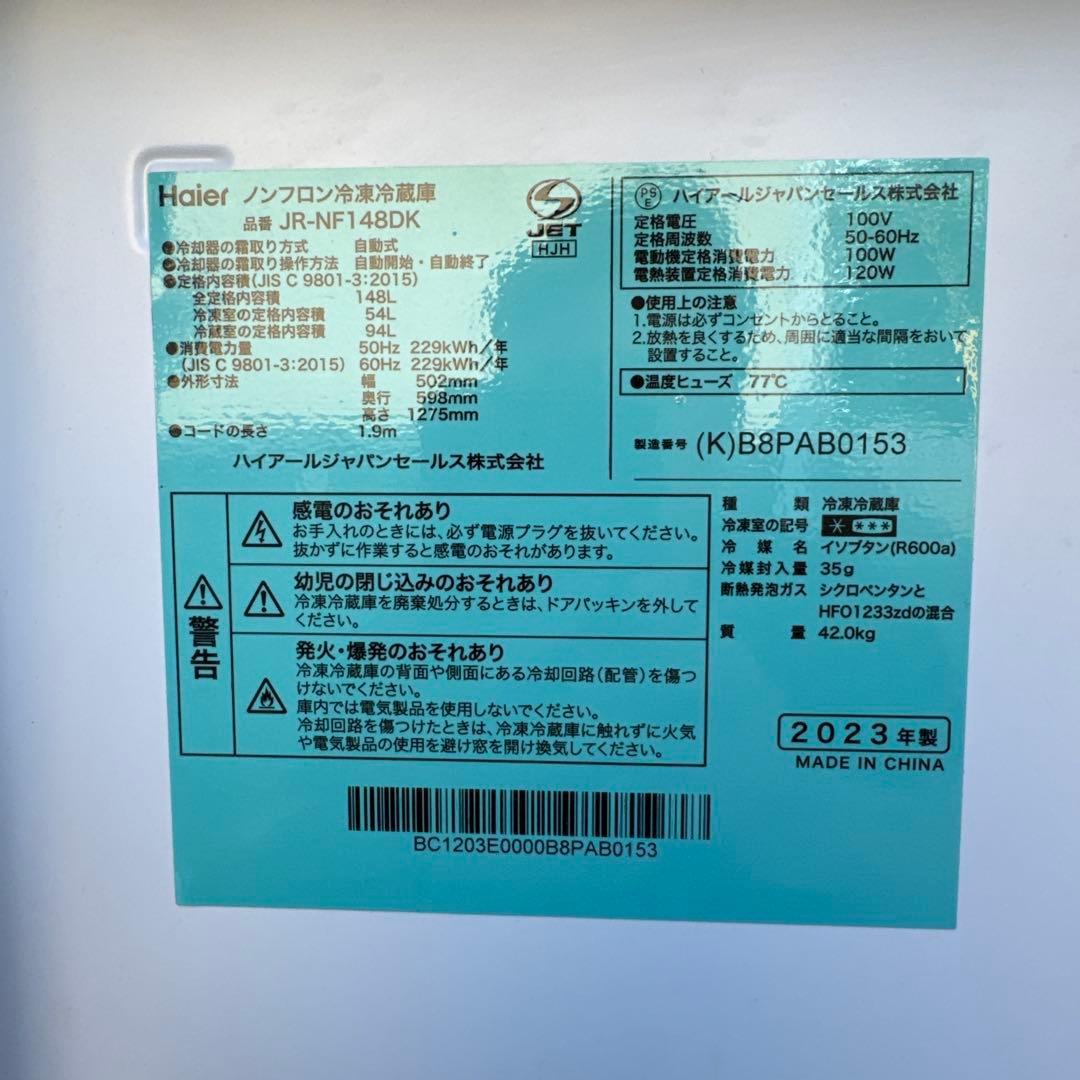 Haier ノンフロン冷凍冷蔵庫
品番 JR-NF148DK
●冷却器の霜取り方式 自動式
●冷却器の霜取り操作方法 自動開始・自動終了
●定格内容積(JIS C 9801-3:2015)
全定格内容積 148L
冷凍室の定格内容積 54L
冷蔵室の定格内容積 94L
●消費電力量 50Hz 229kWh/年
(JIS C 9801-3:2015) 60Hz 229kWh/年
●外形寸法 幅 502mm
奥行 598mm
高さ 1275mm
●コードの長さ 1.9m
ハイアールジャパンセールス株式会社
JET
HJH
PSE ハイアールジャパンセールス株式会社
定格電圧 100V
定格周波数 50-60Hz
電動機定格消費電力 100W
電熱装置定格消費電力 120W
●使用上の注意
1.電源は必ずコンセントからとること。
2.放熱を良くするため、周囲に適当な間隔をおいて
設置すること。
●温度ヒューズ 77℃
製造番号 (K)B8PAB0153
警告
感電のおそれあり
お手入れのときには、必ず電源プラグを抜いてください。
抜かずに作業すると感電のおそれがあります。
幼児の閉じ込みのおそれあり
冷凍冷蔵庫を廃棄処分するときは、ドアパッキンを外して
ください。
発火・爆発のおそれあり
冷凍冷蔵庫の背面や側面にある冷却回路(配管)を傷つ
けないでください。
庫内では電気製品を使用しないでください。
冷却回路を傷つけたときは、冷凍冷蔵庫に触れずに火気
や電気製品の使用を避け窓を開け換気してください。
種類 冷凍冷蔵庫
冷凍室の記号 * ***
冷媒名 イソブタン(R600a)
冷媒封入量 35g
断熱発泡ガス シクロペンタンと
HFO1233zdの混合
質量 42.0kg
2023年製
MADE IN CHINA
BC1203E0000B8PAB0153